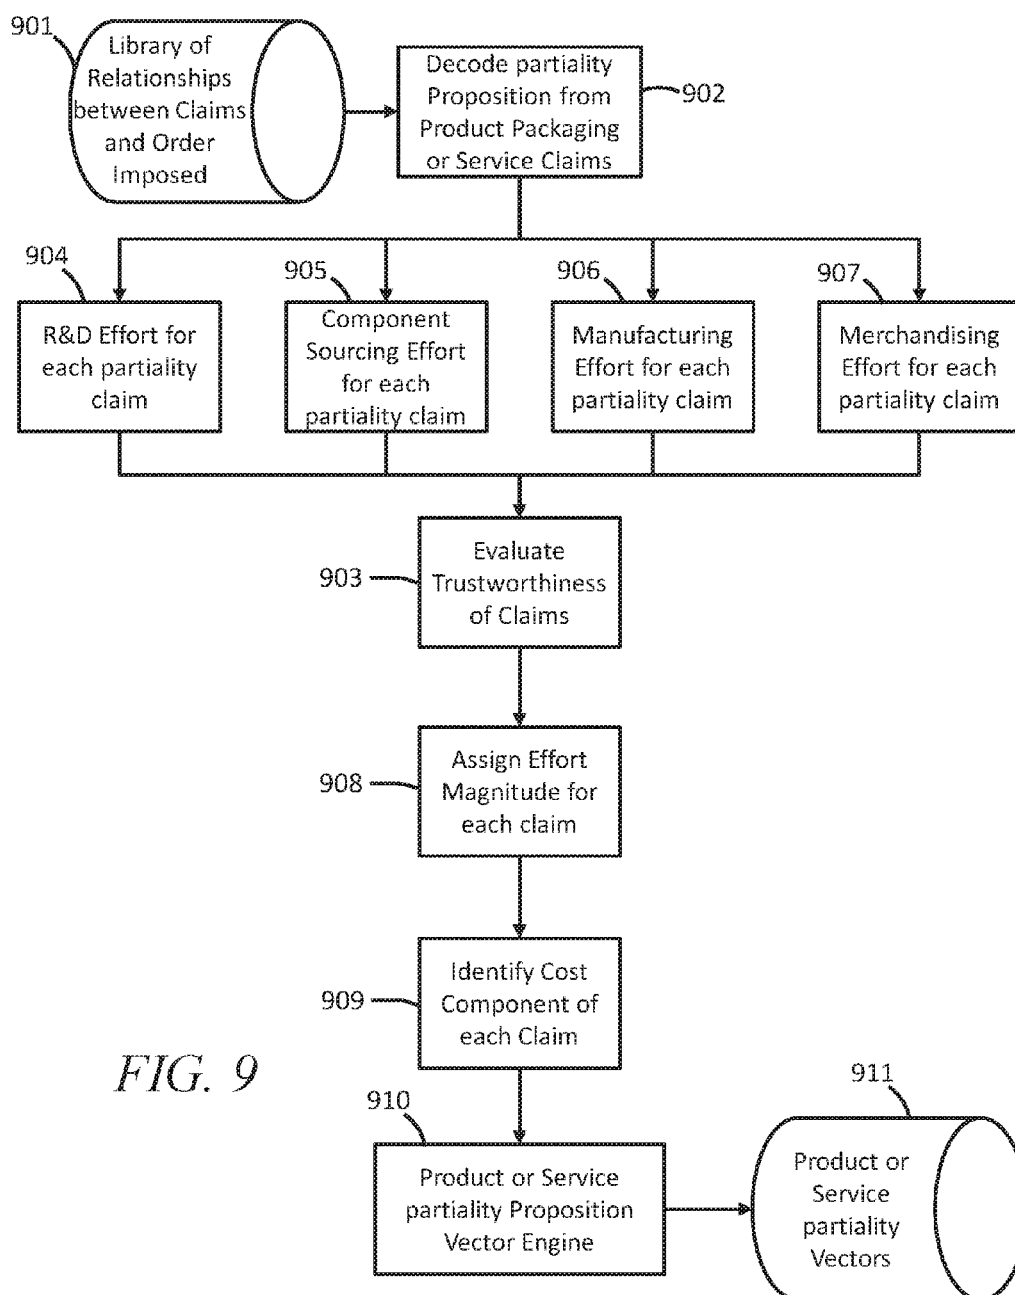 901
Library of
Relationships
between Claims
and Order
Imposed
Decode partiality
Proposition from
Product Packaging
or Service Claims
902
904
R&D Effort for
each partiality
claim
905
Component
Sourcing Effort
for each
partiality claim
906
Manufacturing
Effort for each
partiality claim
907
Merchandising
Effort for each
partiality claim
903
Evaluate
Trustworthiness
of Claims
908
Assign Effort
Magnitude for
each claim
909
Identify Cost
Component of
each Claim
FIG. 9
910
Product or Service
partiality Proposition
Vector Engine
911
Product or
Service
partiality
Vectors